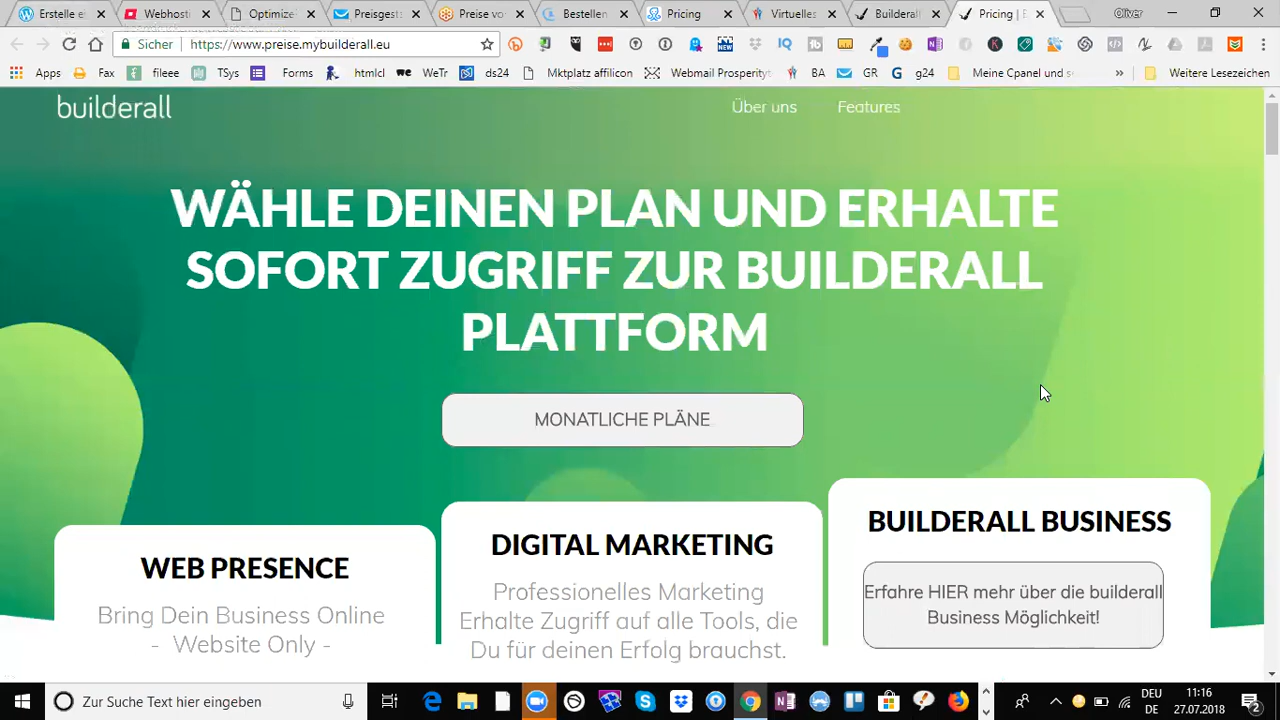 Erstelle e
Webhosti
Optimize
Preisgest
Preise vo
Bestellen
Pricing
Virtuelles
Builderal
Pricing | E
Oliver
Sicher
https://www.preise.mybuilderall.eu
Apps
Fax
fileee
TSys
Forms
htmlcl
WeTr
ds24
Mktplatz affilicon
Webmail Prosperity
BA
GR
g24
Meine Cpanel und s
»
Weitere Lesezeichen
builderall
Über uns
Features
WÄHLE DEINEN PLAN UND ERHALTE
SOFORT ZUGRIFF ZUR BUILDERALL
PLATTFORM
MONATLICHE PLÄNE
WEB PRESENCE
Bring Dein Business Online
- Website Only -
DIGITAL MARKETING
Professionelles Marketing
Erhalte Zugriff auf alle Tools, die
Du für deinen Erfolg brauchst.
BUILDERALL BUSINESS
Erfahre HIER mehr über die builderall
Business Möglichkeit!
Zur Suche Text hier eingeben
DEU
DE
11:16
27.07.2018
2